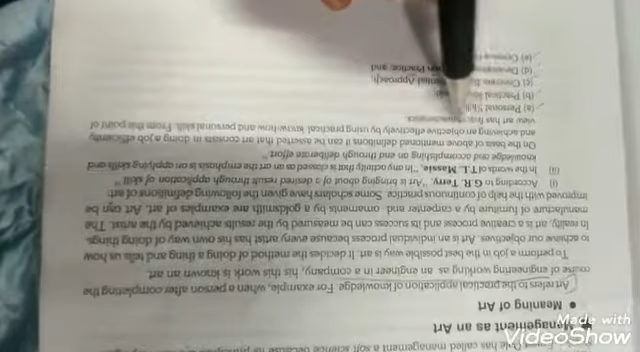 called management a soft science because its principles are
Management as an Art
● Meaning of Art
Art refers to the practical application of knowledge. For example, when a person after completing the
course of engineering working as an engineer in a company, his this work is known an art.
To perform a job in the best possible way is art. It decides the method of doing a thing and tells us how
to achieve our objectives. Art is an individual process because every artist has his own way of doing things.
In reality, art is a creative process and its success can be measured by the results achieved by the artist. The
manufacture of furniture by a carpenter and ornaments by a goldsmith are examples of art. Art can be
improved with the help of continuous practice. Some scholars have given the following definitions of art:
(i) According to G.R. Terry, "Art is bringing about of a desired result through application of skill."
(ii) In the words of T.L. Massie, "In any activity that is classed an art the emphasis is on applying skills and
knowledge and accomplishing an end through deliberate effort."
On the basis of above mentioned definitions it can be asserted that art consists in doing a job efficiently
and achieving an objective effectively by using practical know-how and personal skill. From this point of
view art has five characteristics:
(a) Personal Skill
(b) Practical
(c) Concrete Approach,
(d) Practice, and
(e)
Made with
VideoShow